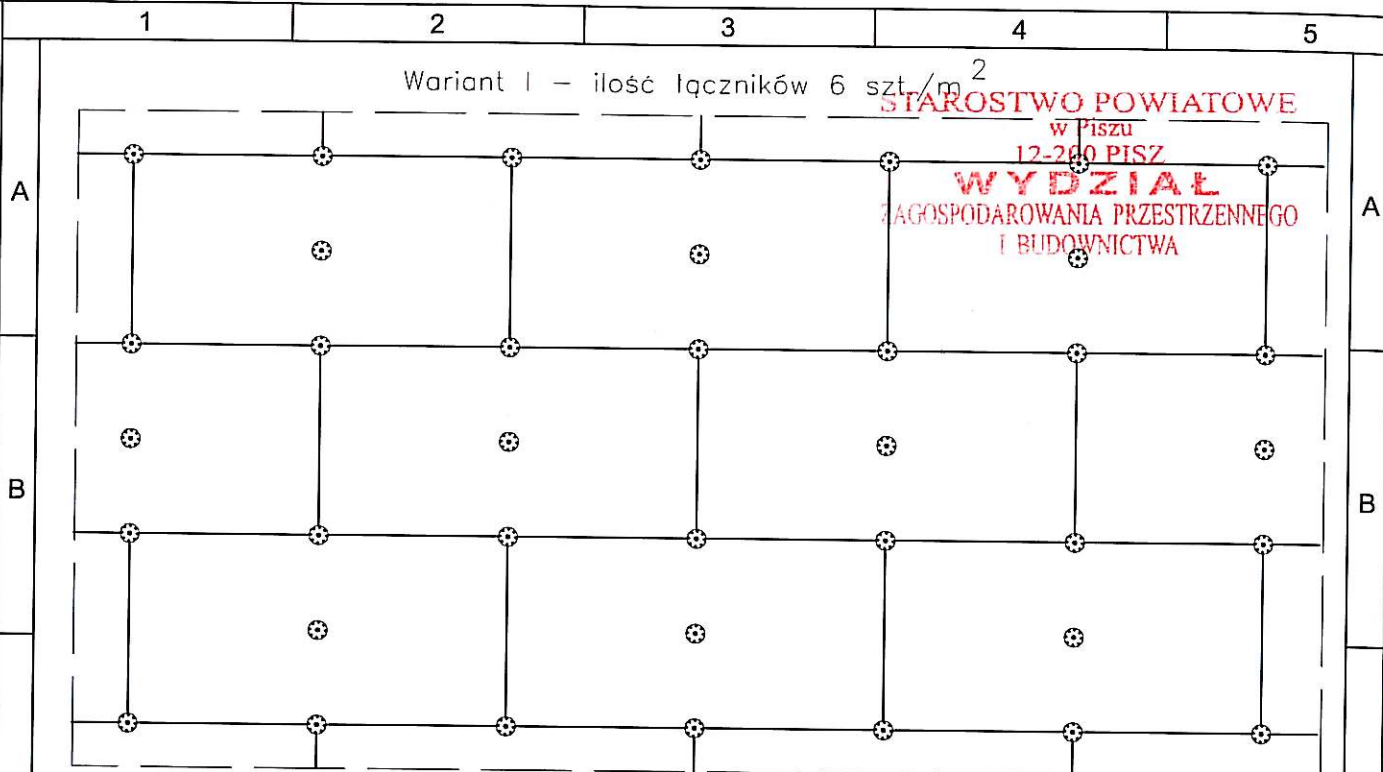 1 2 3 4 5
Wariant I – ilość łączników 6 szt./m²
STAROSTWO POWIATOWE
w Piszu
12-200 PISZ
WYDZIAŁ
ZAGOSPODAROWANIA PRZESTRZENNEGO
I BUDOWNICTWA
A A
B B